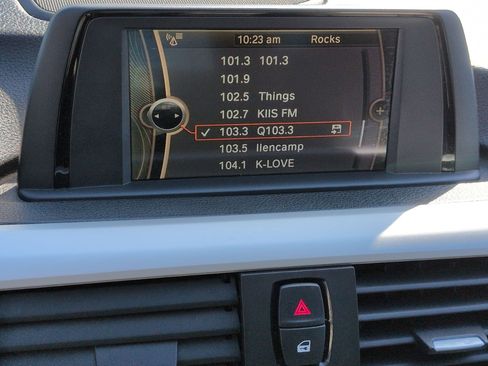 10:23 am Rocks
101.3 101.3
101.9
102.5 Things
102.7 KIIS FM
103.3 Q103.3
103.5 llencamp
104.1 K-LOVE